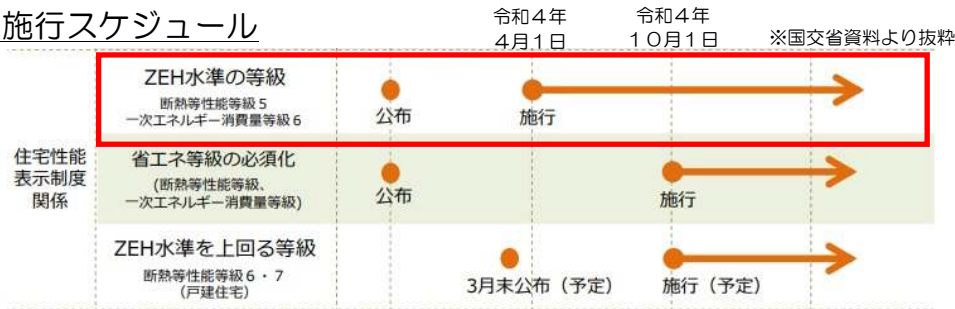 施行スケジュール
令和４年
４月１日
令和４年
１０月１日
※国交省資料より抜粋
住宅性能
表示制度
関係
ZEH水準の等級
断熱等性能等級５
一次エネルギー消費量等級６
公布
施行
省エネ等級の必須化
(断熱等性能等級、
一次エネルギー消費量等級)
公布
施行
ZEH水準を上回る等級
断熱等性能等級６・７
（戸建住宅）
3月末公布（予定）
施行（予定）